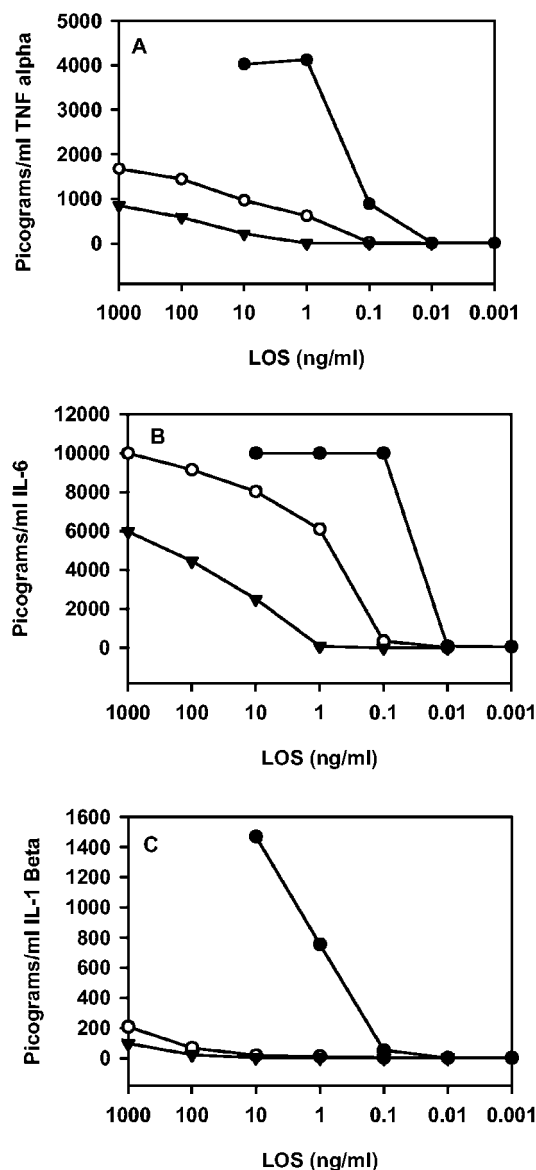 A
Picograms/ml TNF alpha
5000
4000
3000
2000
1000
0
1000 100 10 1 0.1 0.01 0.001
LOS (ng/ml)
B
Picograms/ml IL-6
12000
10000
8000
6000
4000
2000
0
1000 100 10 1 0.1 0.01 0.001
LOS (ng/ml)
C
Picograms/ml IL-1 Beta
1600
1400
1200
1000
800
600
400
200
0
1000 100 10 1 0.1 0.01 0.001
LOS (ng/ml)